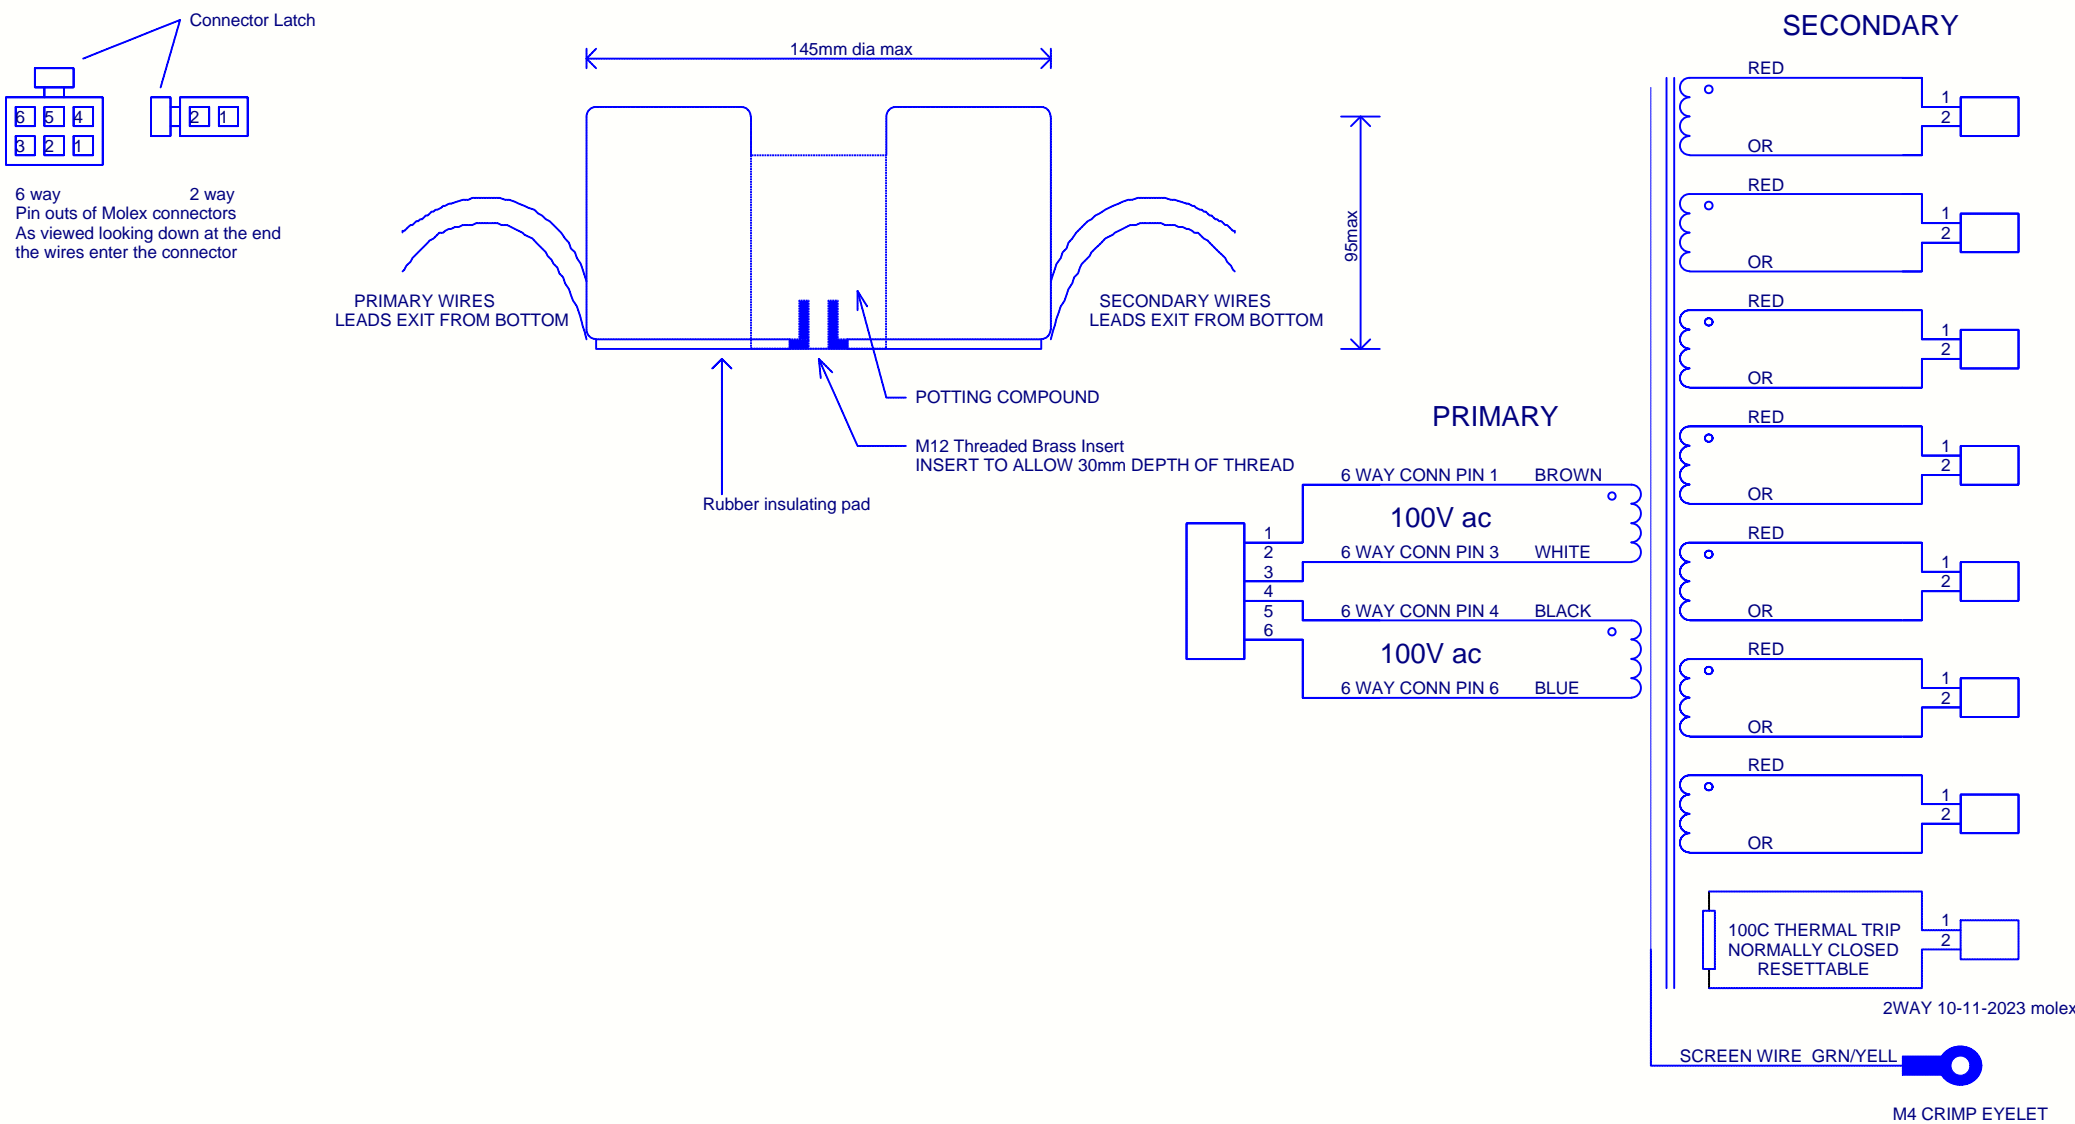 Connector Latch
6 5 4
3 2 1
2 1
6 way
2 way
Pin outs of Molex connectors
As viewed looking down at the end
the wires enter the connector
145mm dia max
95max
PRIMARY WIRES
LEADS EXIT FROM BOTTOM
SECONDARY WIRES
LEADS EXIT FROM BOTTOM
POTTING COMPOUND
M12 Threaded Brass Insert
INSERT TO ALLOW 30mm DEPTH OF THREAD
Rubber insulating pad
PRIMARY
6 WAY CONN PIN 1 BROWN
100V ac
6 WAY CONN PIN 3 WHITE
6 WAY CONN PIN 4 BLACK
100V ac
6 WAY CONN PIN 6 BLUE
1
2
3
4
5
6
SECONDARY
RED
1
2
OR
RED
1
2
OR
RED
1
2
OR
RED
1
2
OR
RED
1
2
OR
RED
1
2
OR
RED
1
2
OR
100C THERMAL TRIP
NORMALLY CLOSED
RESETTABLE
1
2
2WAY 10-11-2023 molex
SCREEN WIRE GRN/YELL
M4 CRIMP EYELET